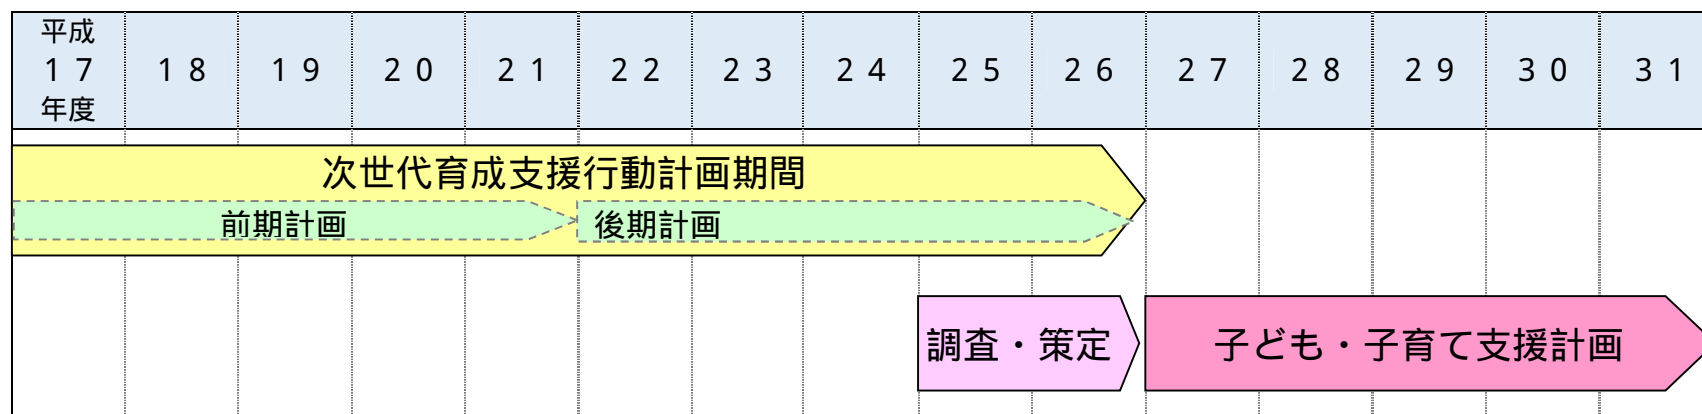 平成
17
年度
18
19
20
21
22
23
24
25
26
27
28
29
30
31
次世代育成支援行動計画期間
前期計画
後期計画
調査・策定
子ども・子育て支援計画